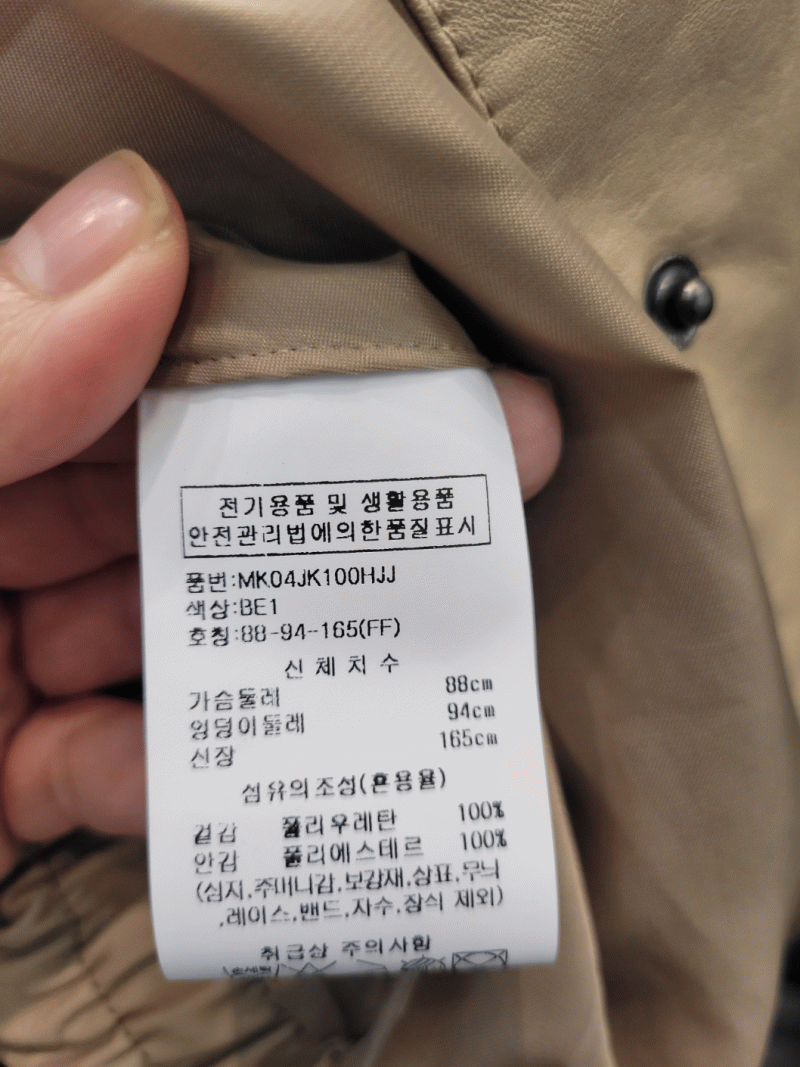 전기용품 및 생활용품
안전관리법에의한품질표시
품번:MK04JK100HJJ
색상:BE1
호칭:88-94-165(FF)
신 체 치 수
가슴둘레 88cm
엉덩이둘레 94cm
신장 165cm
섬유의조성(혼용율)
겉감 폴리우레탄 100%
안감 폴리에스테르 100%
(심지,주머니감,보강재,상표,무늬
,레이스,밴드,자수,장식 제외)
취급상 주의사항